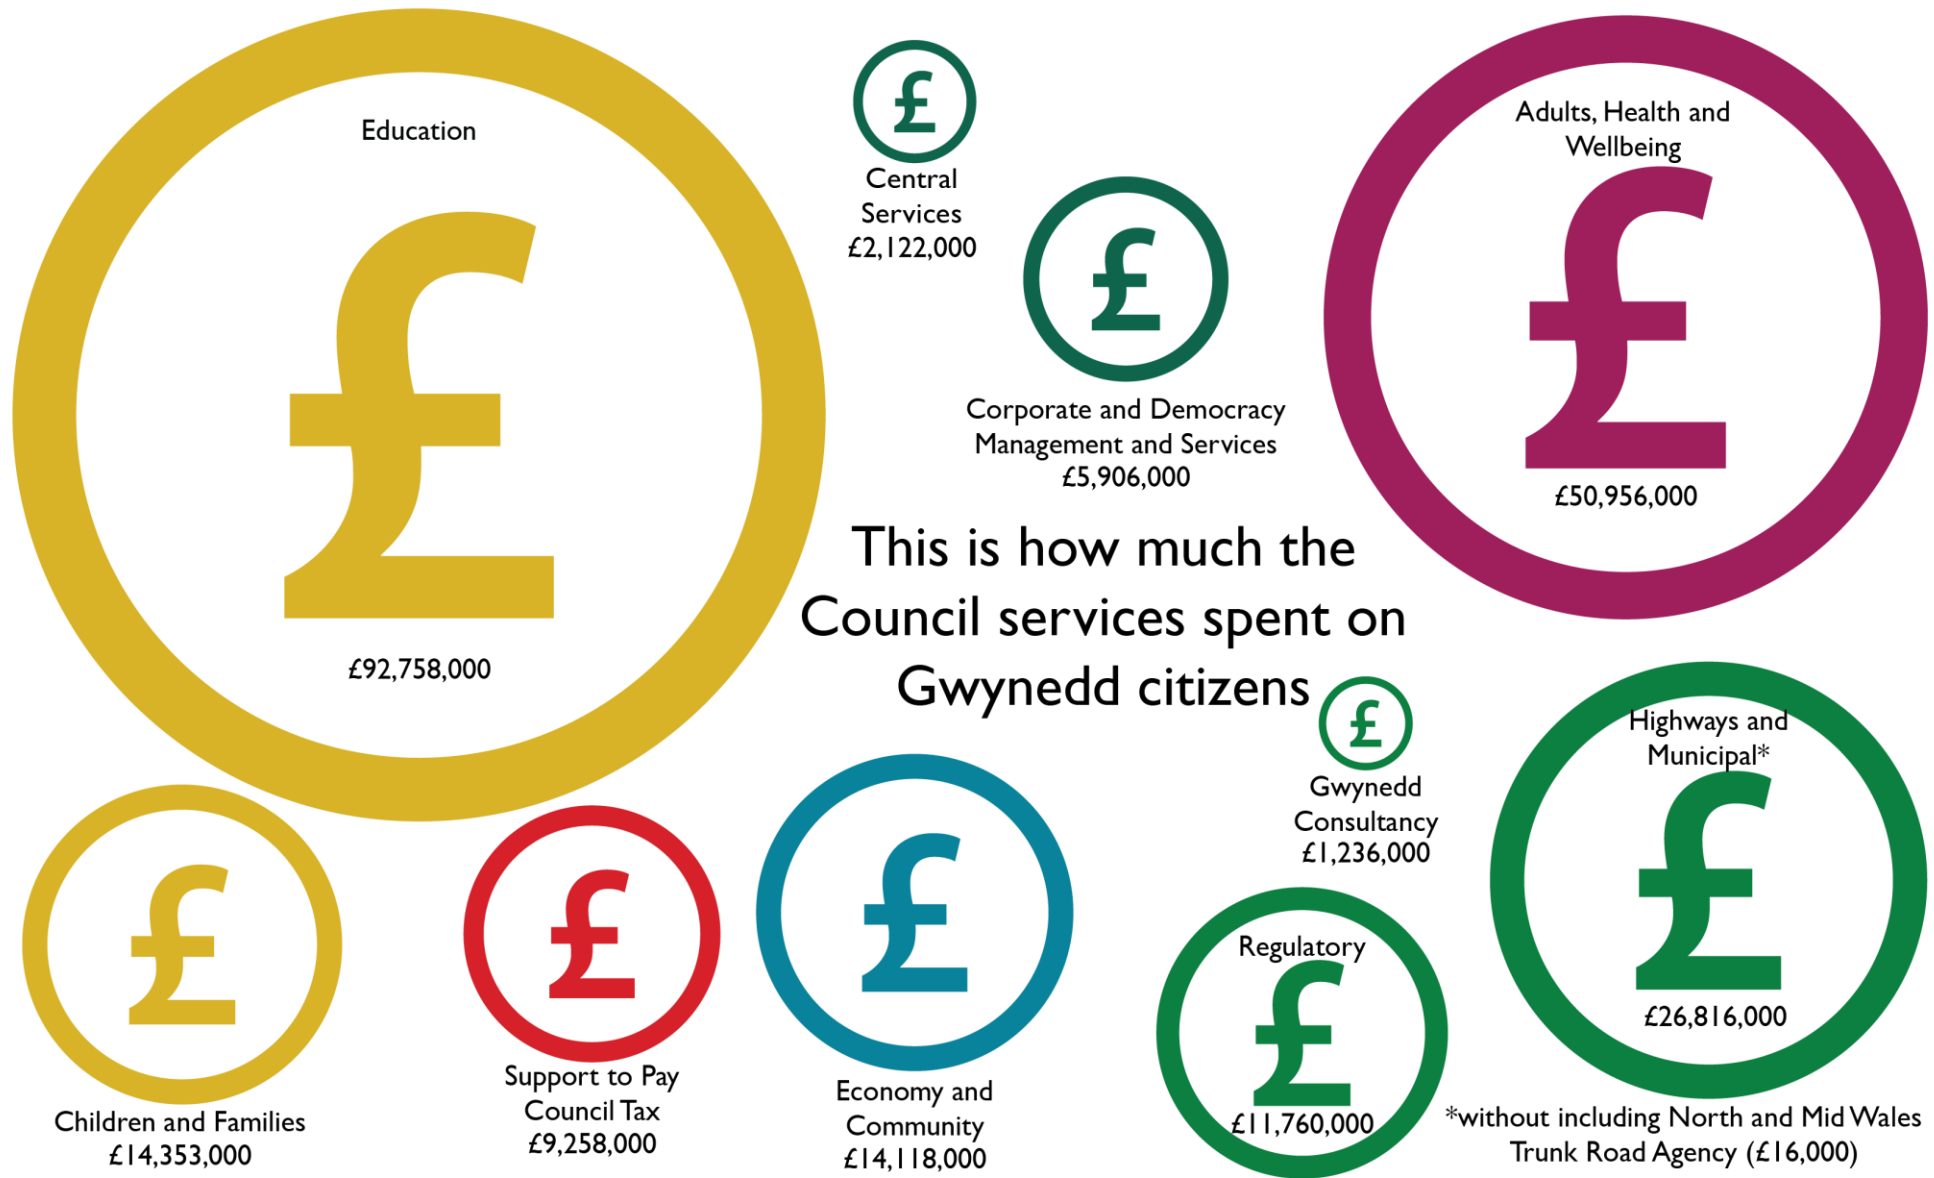 Education
£
£92,758,000
£
Central
Services
£2,122,000
£
Corporate and Democracy
Management and Services
£5,906,000
Adults, Health and
Wellbeing
£
£50,956,000
This is how much the
Council services spent on
Gwynedd citizens
£
Gwynedd
Consultancy
£1,236,000
Highways and
Municipal*
£
£26,816,000
*without including North and Mid Wales
Trunk Road Agency (£16,000)
£
Children and Families
£14,353,000
£
Support to Pay
Council Tax
£9,258,000
£
Economy and
Community
£14,118,000
Regulatory
£
£11,760,000